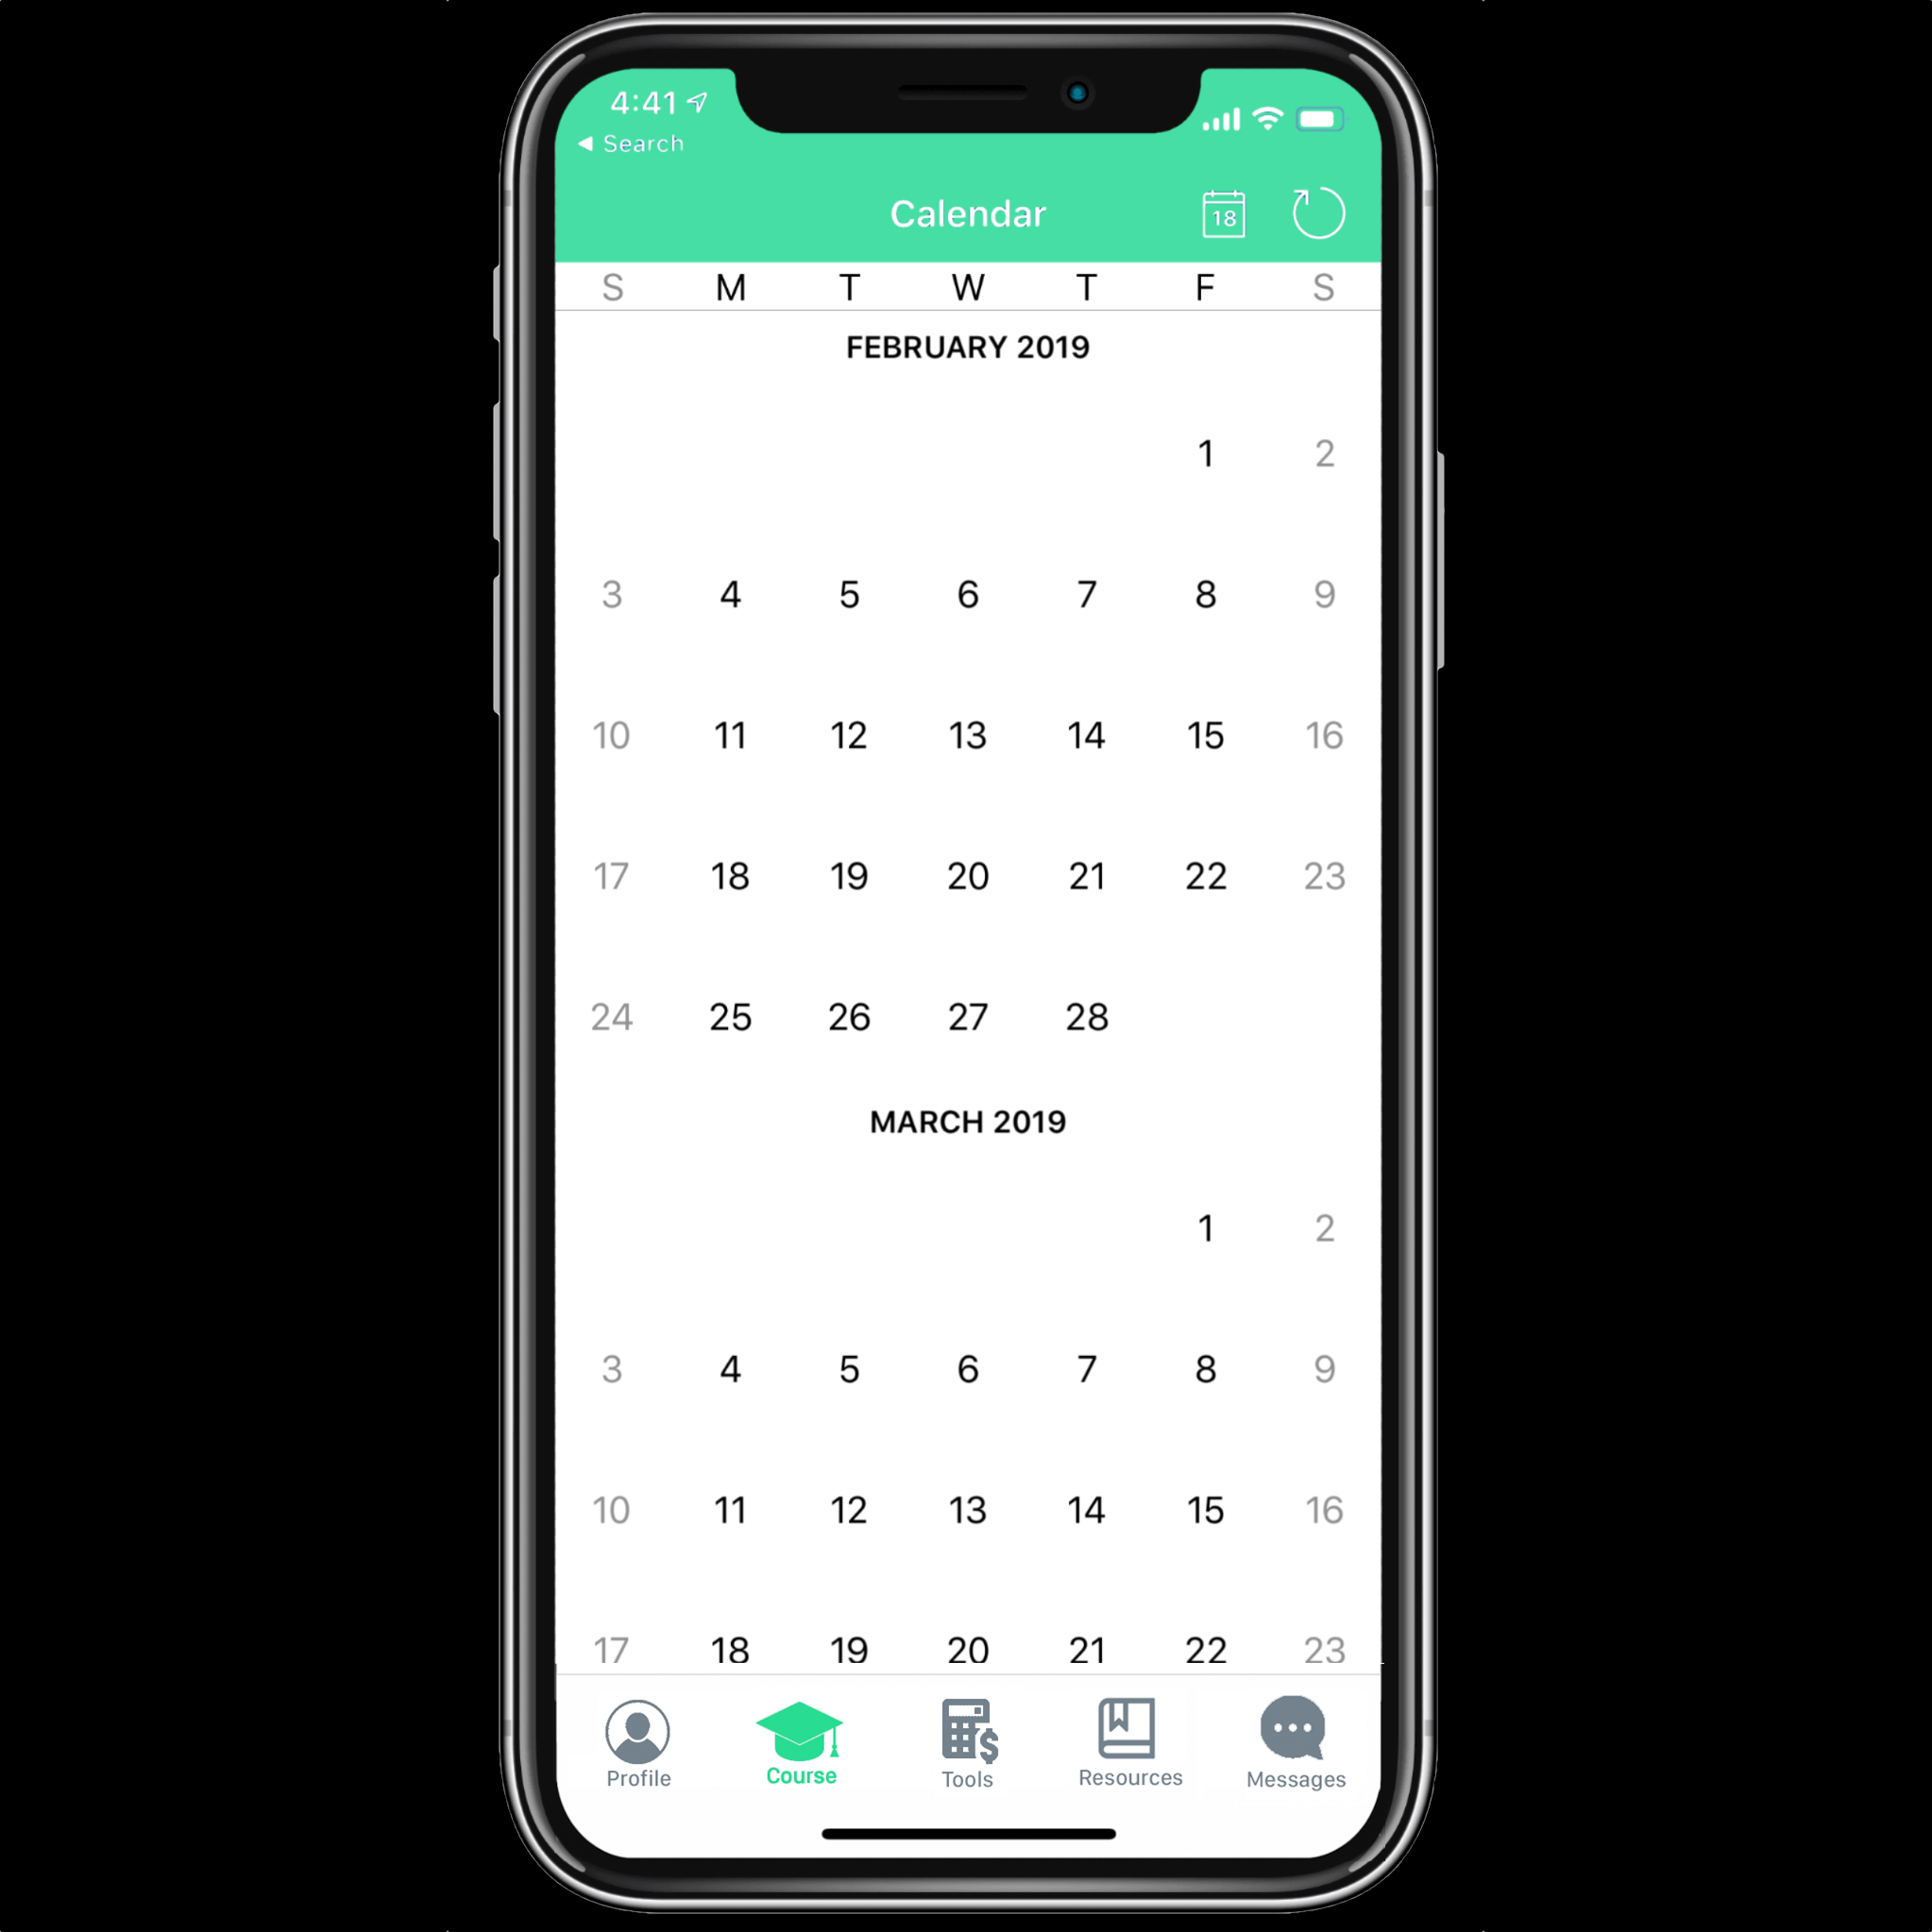 4:41
Search
Calendar
18
S M T W T F S
FEBRUARY 2019
1 2
3 4 5 6 7 8 9
10 11 12 13 14 15 16
17 18 19 20 21 22 23
24 25 26 27 28
MARCH 2019
1 2
3 4 5 6 7 8 9
10 11 12 13 14 15 16
17 18 19 20 21 22 23
Profile Course Tools Resources Messages